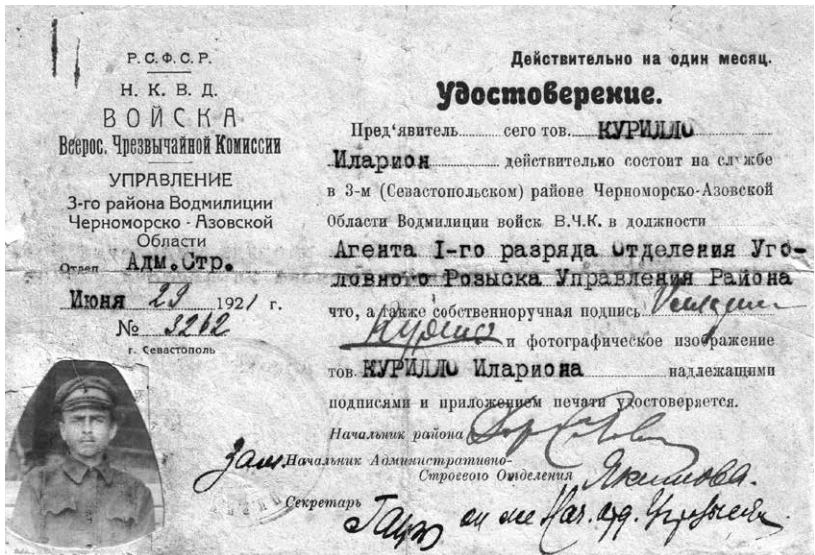 Р. С. Ф. С. Р.
Н. К. В. Д.
ВОЙСКА
Всерос. Чрезвычайной Комиссии
УПРАВЛЕНИЕ
3-го района Водмилиции
Черноморско - Азовской
Области
Отдел Адм.Стр.
Июня 29 1921 г.
№ 3262
г. Севастополь
Действительно на один месяц.
Удостоверение.
Пред'явитель сего тов. КУРИЛЛО
Иларион действительно состоит на службе
в 3-м (Севастопольском) районе Черноморско-Азовской
Области Водмилиции войск В.Ч.К. в должности
Агента I-го разряда Отделения Уго-
ловного Розыска Управления Района
что, а также собственноручная подпись
и фотографическое изображение
тов. КУРИЛЛО Илариона надлежащими
подписями и приложением печати удостоверяется.
Начальник района
Начальник Административно-
Строевого Отделения Якимова.
Секретарь